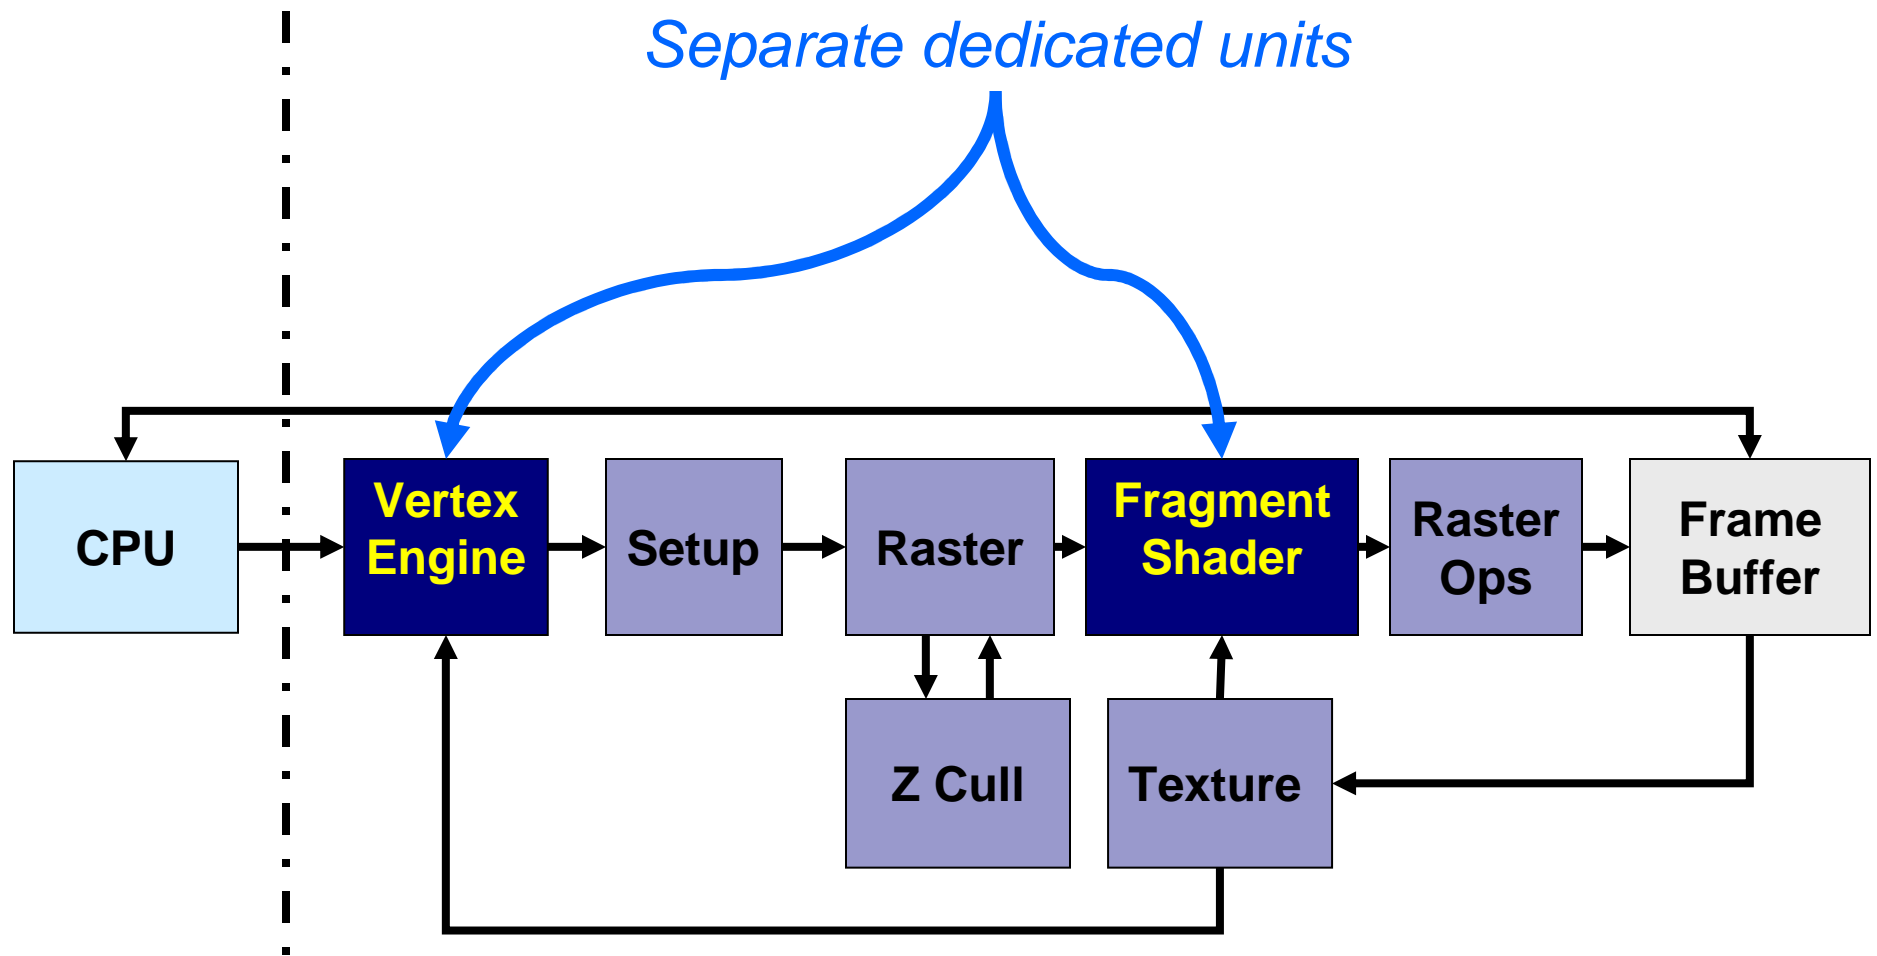 Separate dedicated units
CPU
Vertex
Engine
Setup
Raster
Fragment
Shader
Raster
Ops
Frame
Buffer
Z Cull
Texture